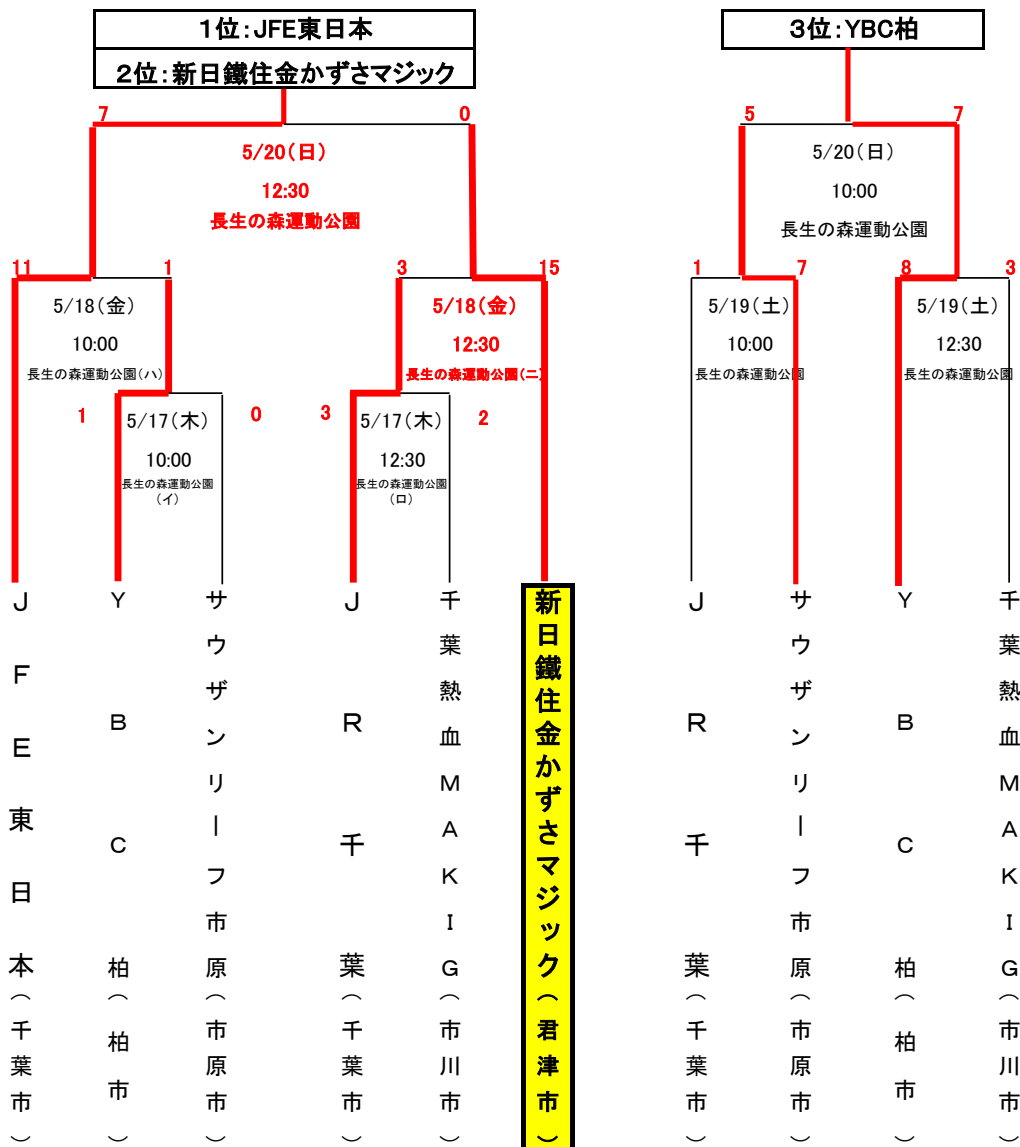 1位:JFE東日本
2位:新日鐵住金かずさマジック
3位:YBC柏
7
0
5/20(日)
12:30
長生の森運動公園
5
7
5/20(日)
10:00
長生の森運動公園
11
1
5/18(金)
10:00
長生の森運動公園(ハ)
3
15
5/18(金)
12:30
長生の森運動公園(ニ)
1
7
5/19(土)
10:00
長生の森運動公園
8
3
5/19(土)
12:30
長生の森運動公園
1
0
5/17(木)
10:00
長生の森運動公園
(イ)
3
2
5/17(木)
12:30
長生の森運動公園
(ロ)
JFE東日本(千葉市)
YBC柏(柏市)
サウザンリーフ市原(市原市)
JR千葉(千葉市)
千葉熱血MAKING(市川市)
新日鐵住金かずさマジック(君津市)
JR千葉(千葉市)
サウザンリーフ市原(市原市)
YBC柏(柏市)
千葉熱血MAKIG(市川市)